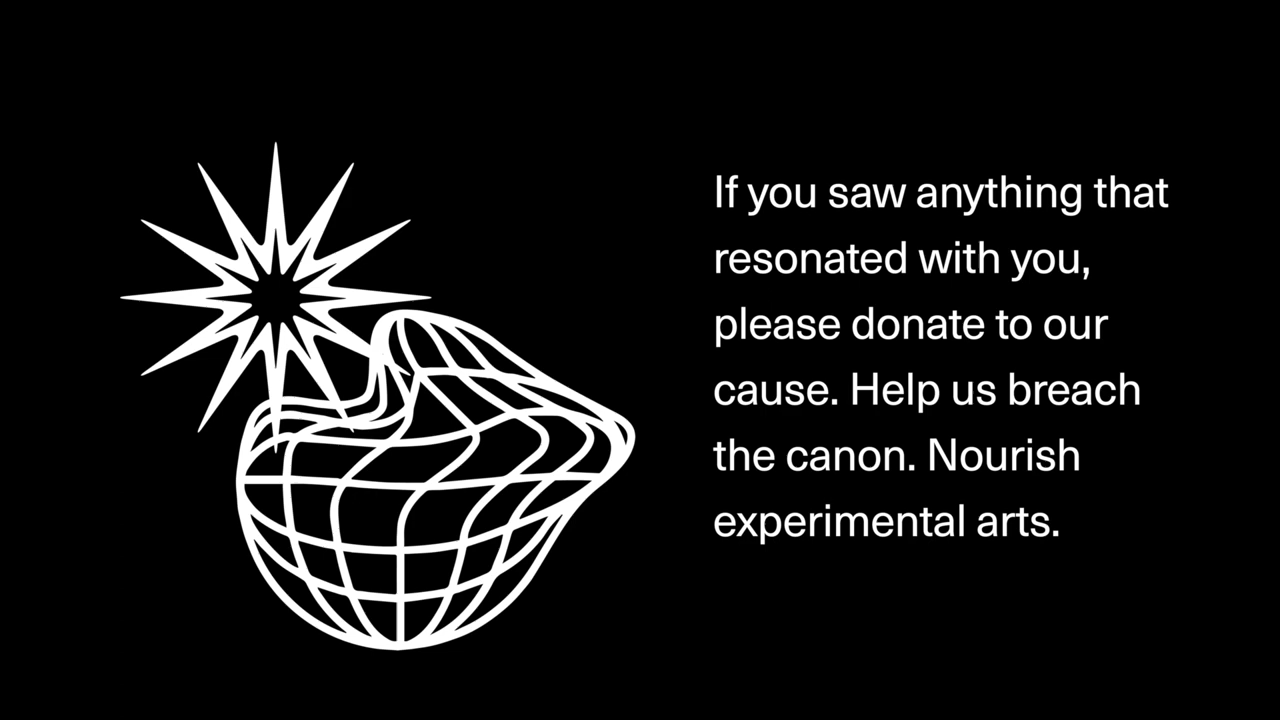 If you saw anything that
resonated with you,
please donate to our
cause. Help us breach
the canon. Nourish
experimental arts.